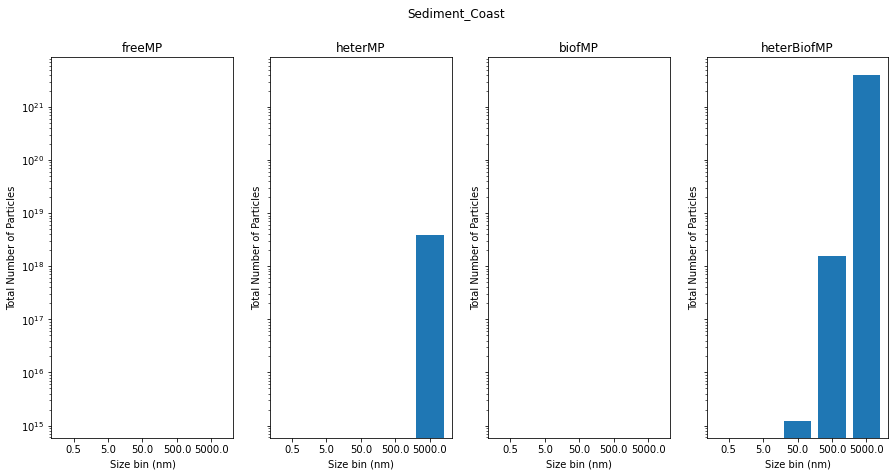 Sediment_Coast
freeMP
heterMP
biofMP
heterBiofMP
Total Number of Particles
10^21
10^20
10^19
10^18
10^17
10^16
10^15
0.5 5.0 50.0 500.0 5000.0
Size bin (nm)
Total Number of Particles
0.5 5.0 50.0 500.0 5000.0
Size bin (nm)
Total Number of Particles
0.5 5.0 50.0 500.0 5000.0
Size bin (nm)
Total Number of Particles
0.5 5.0 50.0 500.0 5000.0
Size bin (nm)